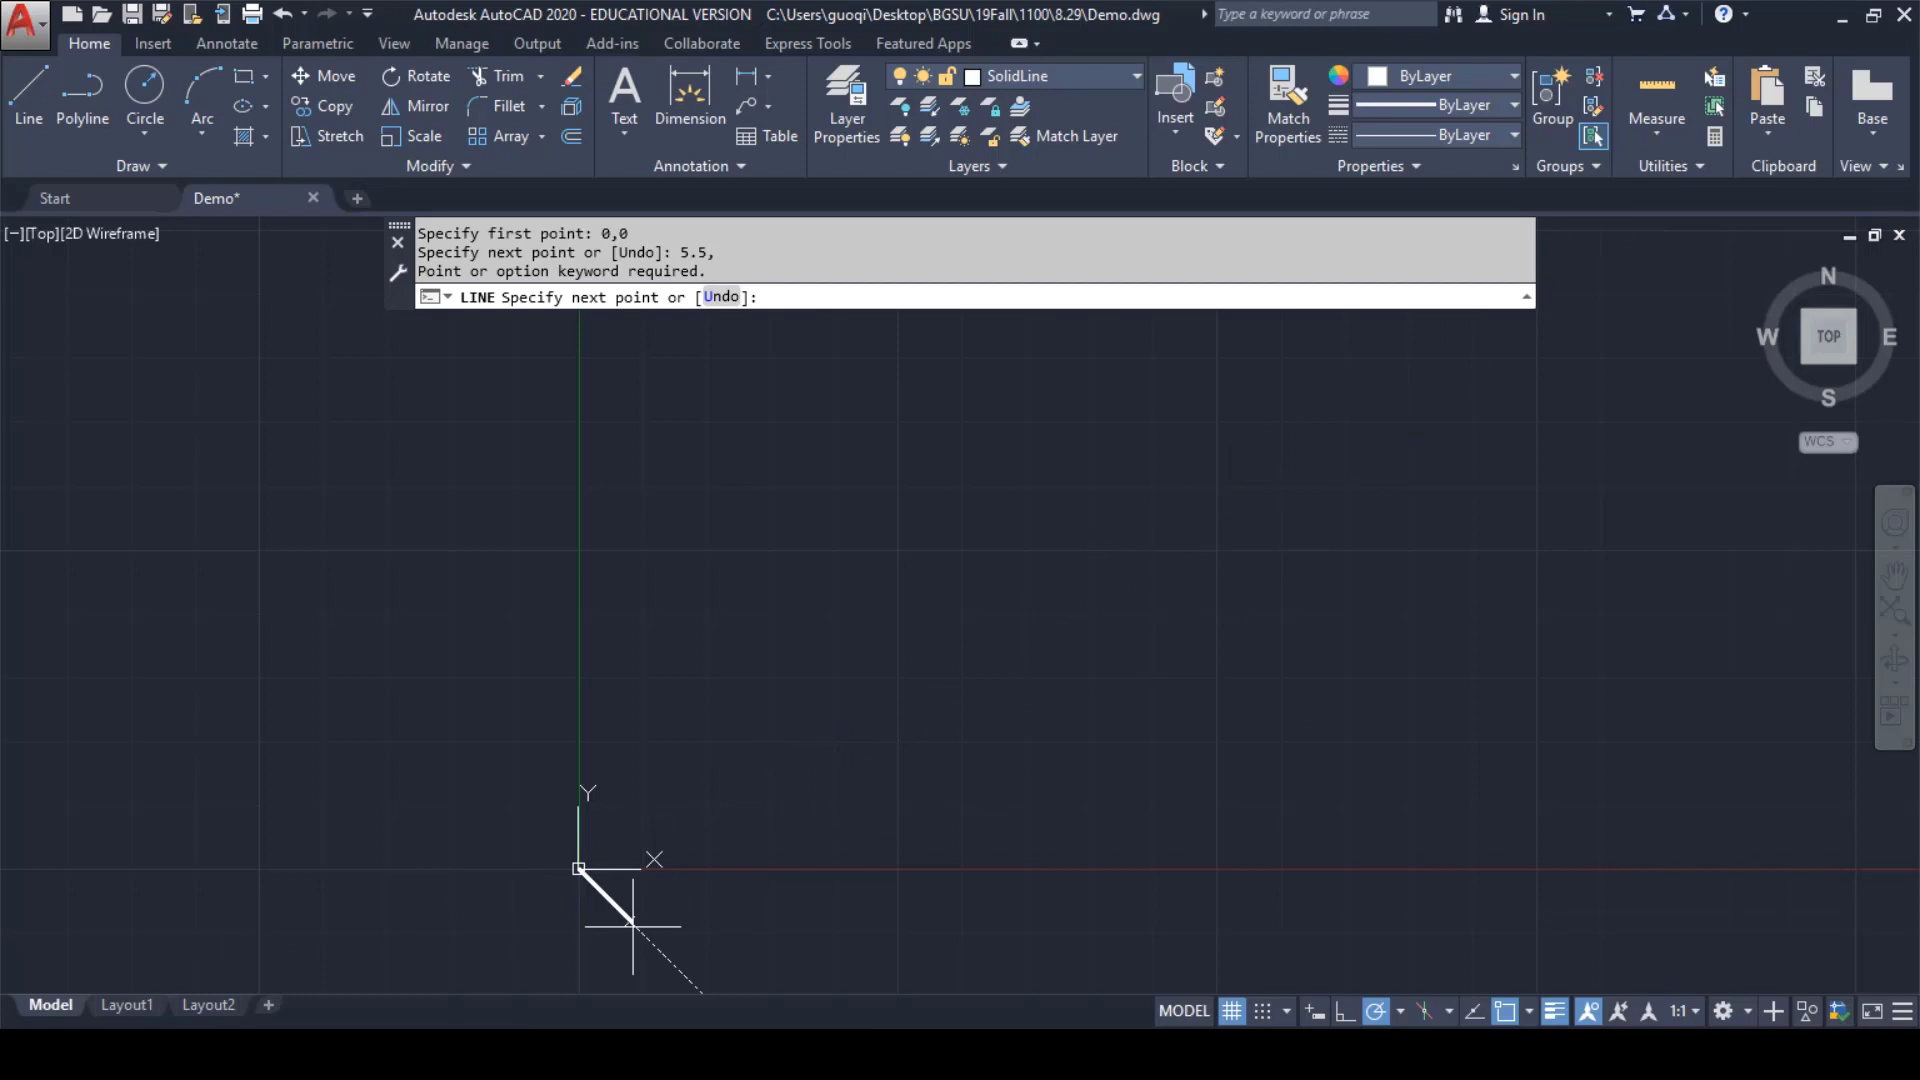 A
Autodesk AutoCAD 2020 - EDUCATIONAL VERSION C:\Users\guoqi\Desktop\BGSU\19Fall\1100\8.29\Demo.dwg Type a keyword or phrase Sign In
Home Insert Annotate Parametric View Manage Output Add-ins Collaborate Express Tools Featured Apps
Line Polyline Circle Arc
Move Rotate Trim
Copy Mirror Fillet
Stretch Scale Array
Text Dimension Table
Layer Properties
SolidLine
Match Layer
Insert
Match Properties
ByLayer
ByLayer
ByLayer
Group
Measure
Paste
Base
Draw Modify Annotation Layers Block Properties Groups Utilities Clipboard View
Start Demo*
[−][Top][2D Wireframe]
Specify first point: 0,0
Specify next point or [Undo]: 5.5,
Point or option keyword required.
LINE Specify next point or [Undo]:
N
W TOP E
S
WCS
Y
X
Model Layout1 Layout2
MODEL 1:1